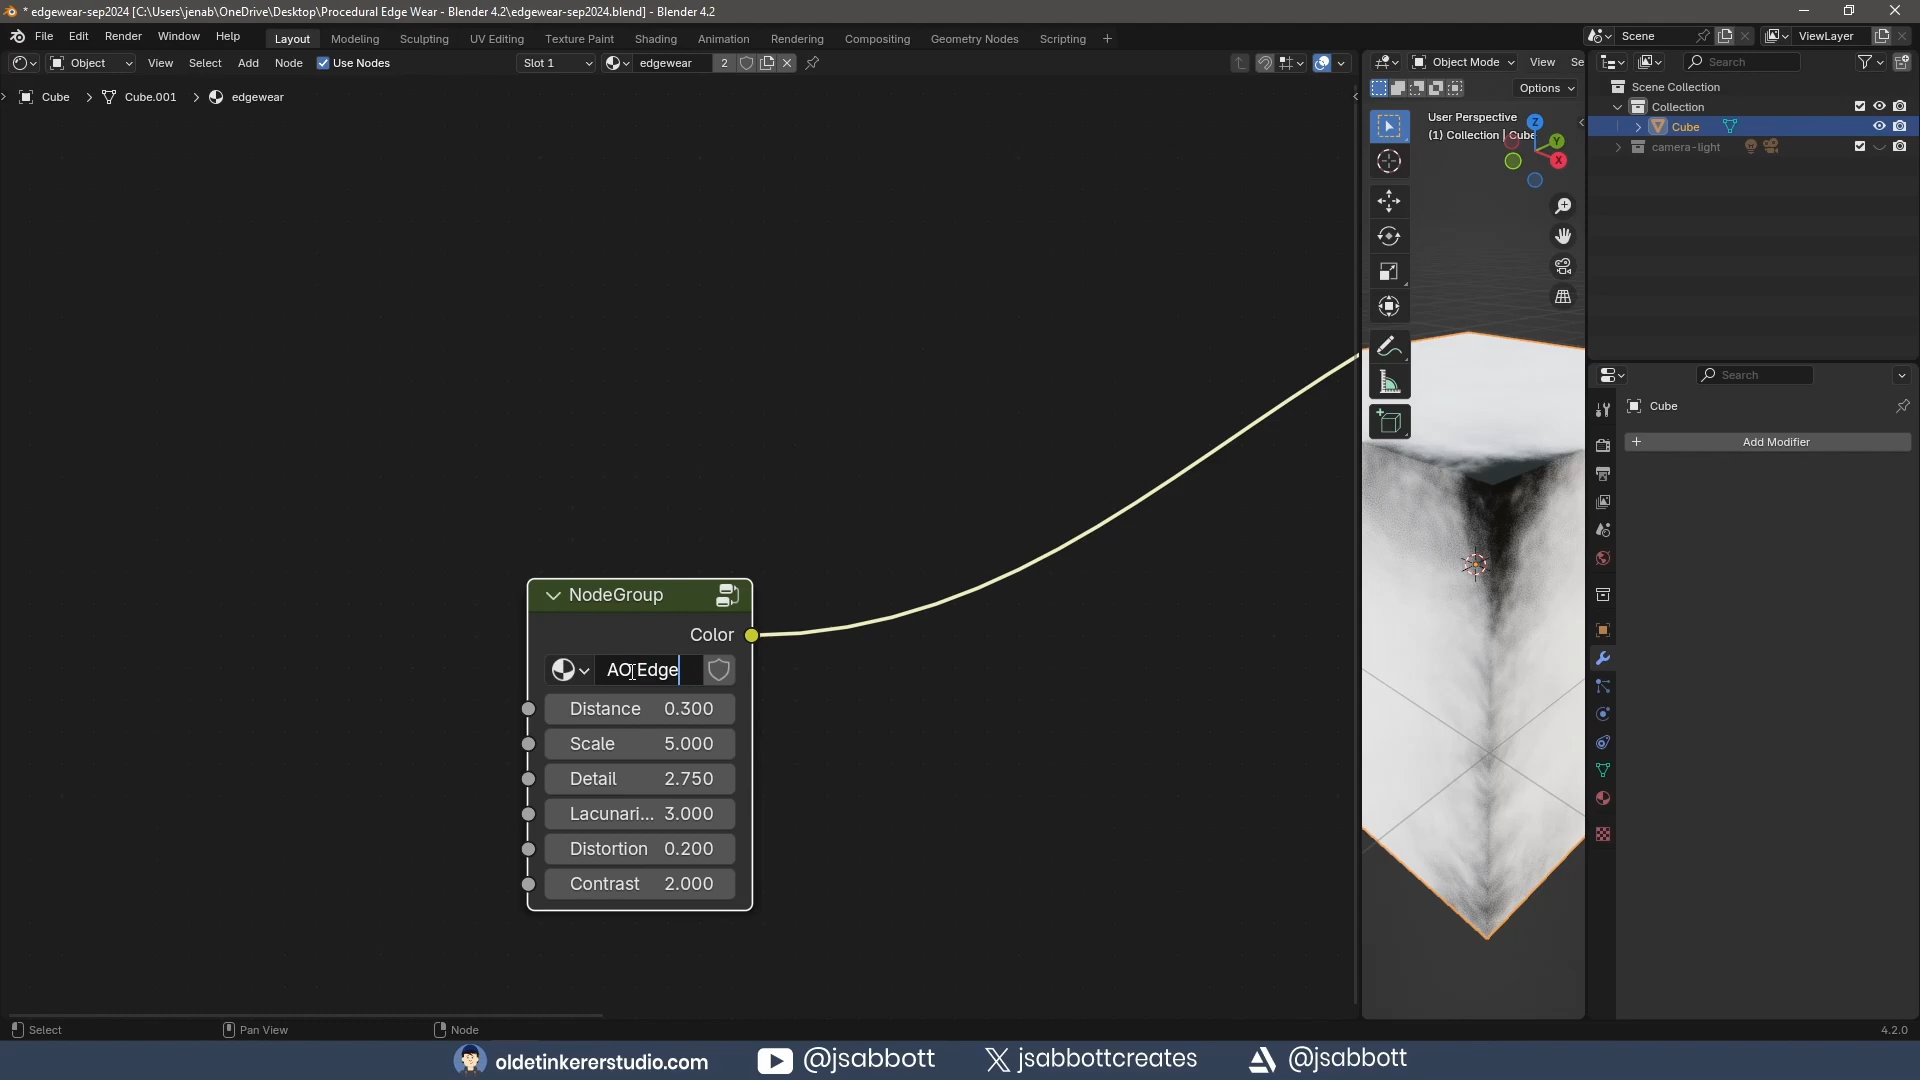 * edgewear-sep2024 [C:\Users\jenab\OneDrive\Desktop\Procedural Edge Wear - Blender 4.2\edgewear-sep2024.blend] - Blender 4.2
File Edit Render Window Help Layout Modeling Sculpting UV Editing Texture Paint Shading Animation Rendering Compositing Geometry Nodes Scripting + Scene ViewLayer
Object View Select Add Node Use Nodes Slot 1 edgewear 2 Object Mode View Se Search
Options
Cube > Cube.001 > edgewear
Scene Collection
Collection
Cube
camera-light
User Perspective
(1) Collection | Cube
Z
Y
X
Search
Cube
+ Add Modifier
NodeGroup
Color
AO Edge
Distance 0.300
Scale 5.000
Detail 2.750
Lacunari... 3.000
Distortion 0.200
Contrast 2.000
Select Pan View Node 4.2.0
oldetinkererstudio.com @jsabbott jsabbottcreates @jsabbott